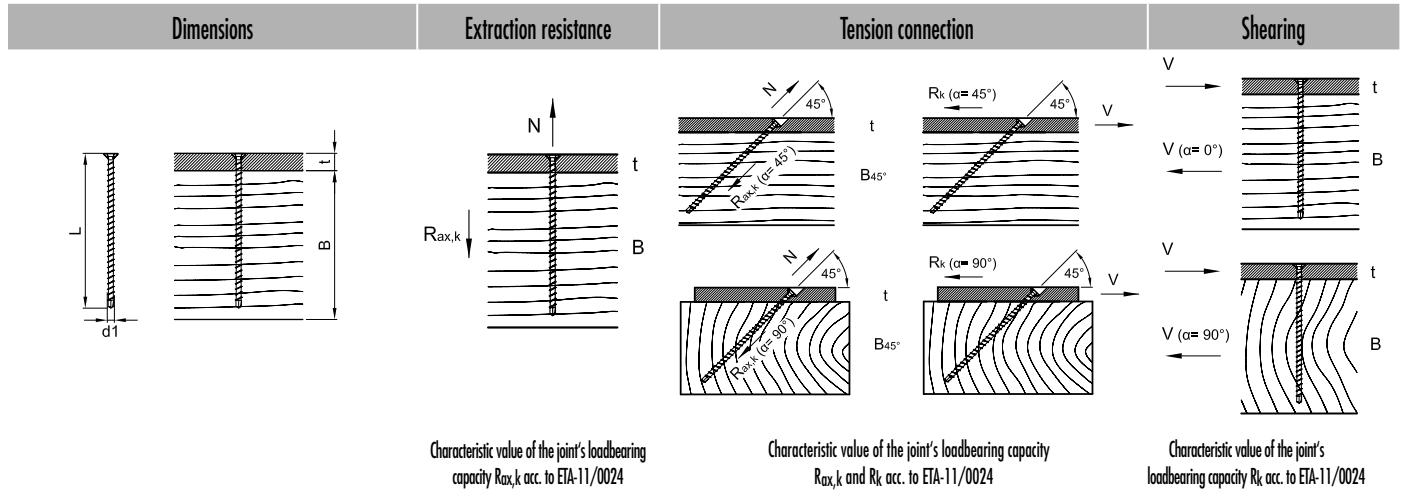 Dimensions
Extraction resistance
Tension connection
Shearing
L
d1
t
B
N
Rax,k
t
B
N
45°
Rax,k (α= 45°)
t
B45°
Rk (α= 45°)
45°
V
N
45°
Rax,k (α= 90°)
t
B45°
Rk (α= 90°)
45°
V
V
t
V (α= 0°)
B
V
t
V (α= 90°)
B
Characteristic value of the joint's loadbearing
capacity Rax,k acc. to ETA-11/0024
Characteristic value of the joint's loadbearing capacity
Rax,k and Rk acc. to ETA-11/0024
Characteristic value of the joint's
loadbearing capacity Rk acc. to ETA-11/0024